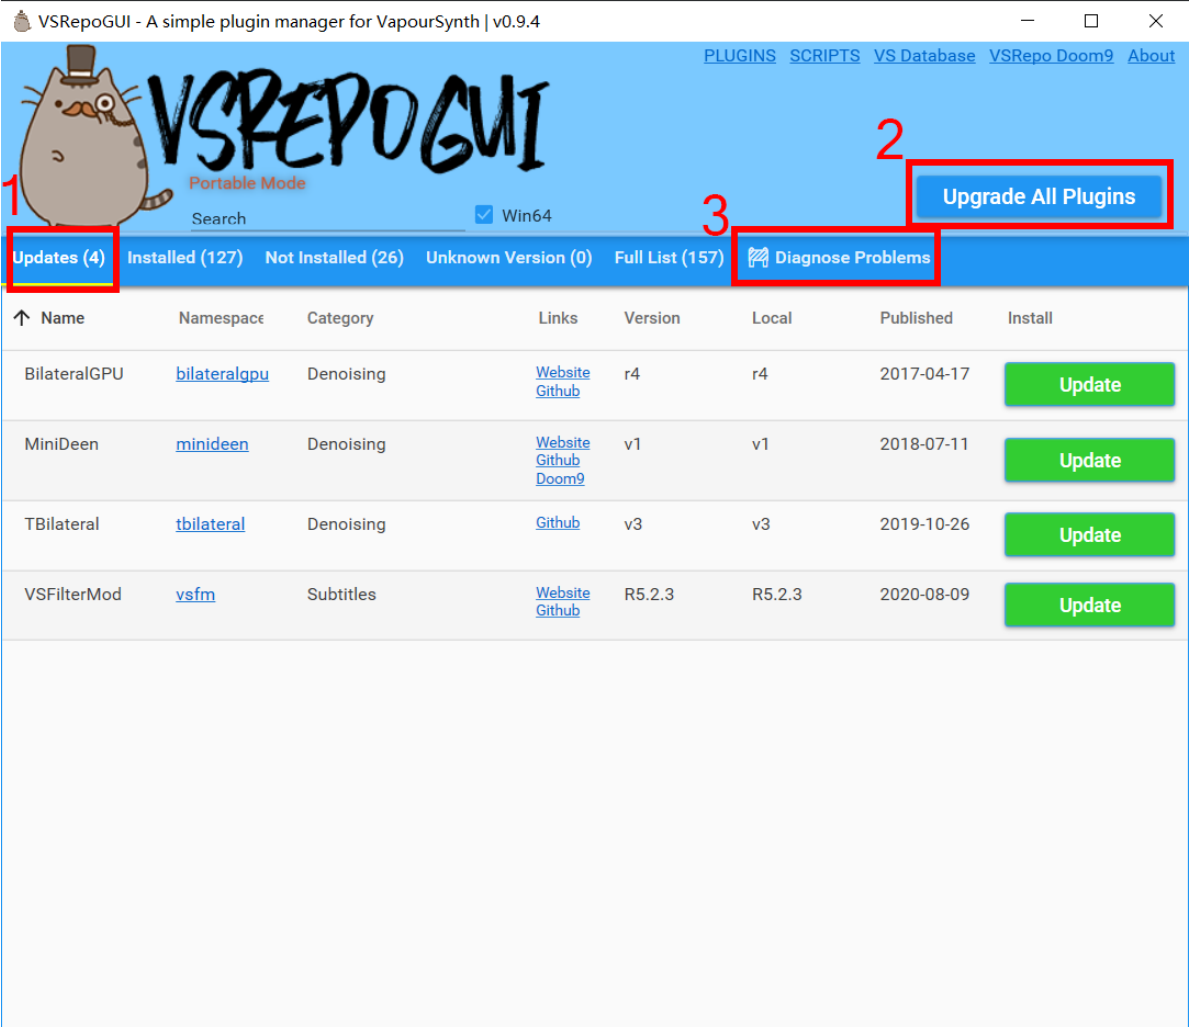 VSRepoGUI - A simple plugin manager for VapourSynth | v0.9.4
PLUGINS SCRIPTS VS Database VSRepo Doom9 About
VSREPOGUI
Portable Mode
Search Win64
1
2
Upgrade All Plugins
3
Updates (4) Installed (127) Not Installed (26) Unknown Version (0) Full List (157) Diagnose Problems
Name Namespace Category Links Version Local Published Install
BilateralGPU bilateralgpu Denoising Website r4 r4 2017-04-17 Update
Github
MiniDeen minideen Denoising Website v1 v1 2018-07-11 Update
Github
Doom9
TBilateral tbilateral Denoising Github v3 v3 2019-10-26 Update
VSFilterMod vsfm Subtitles Website R5.2.3 R5.2.3 2020-08-09 Update
Github